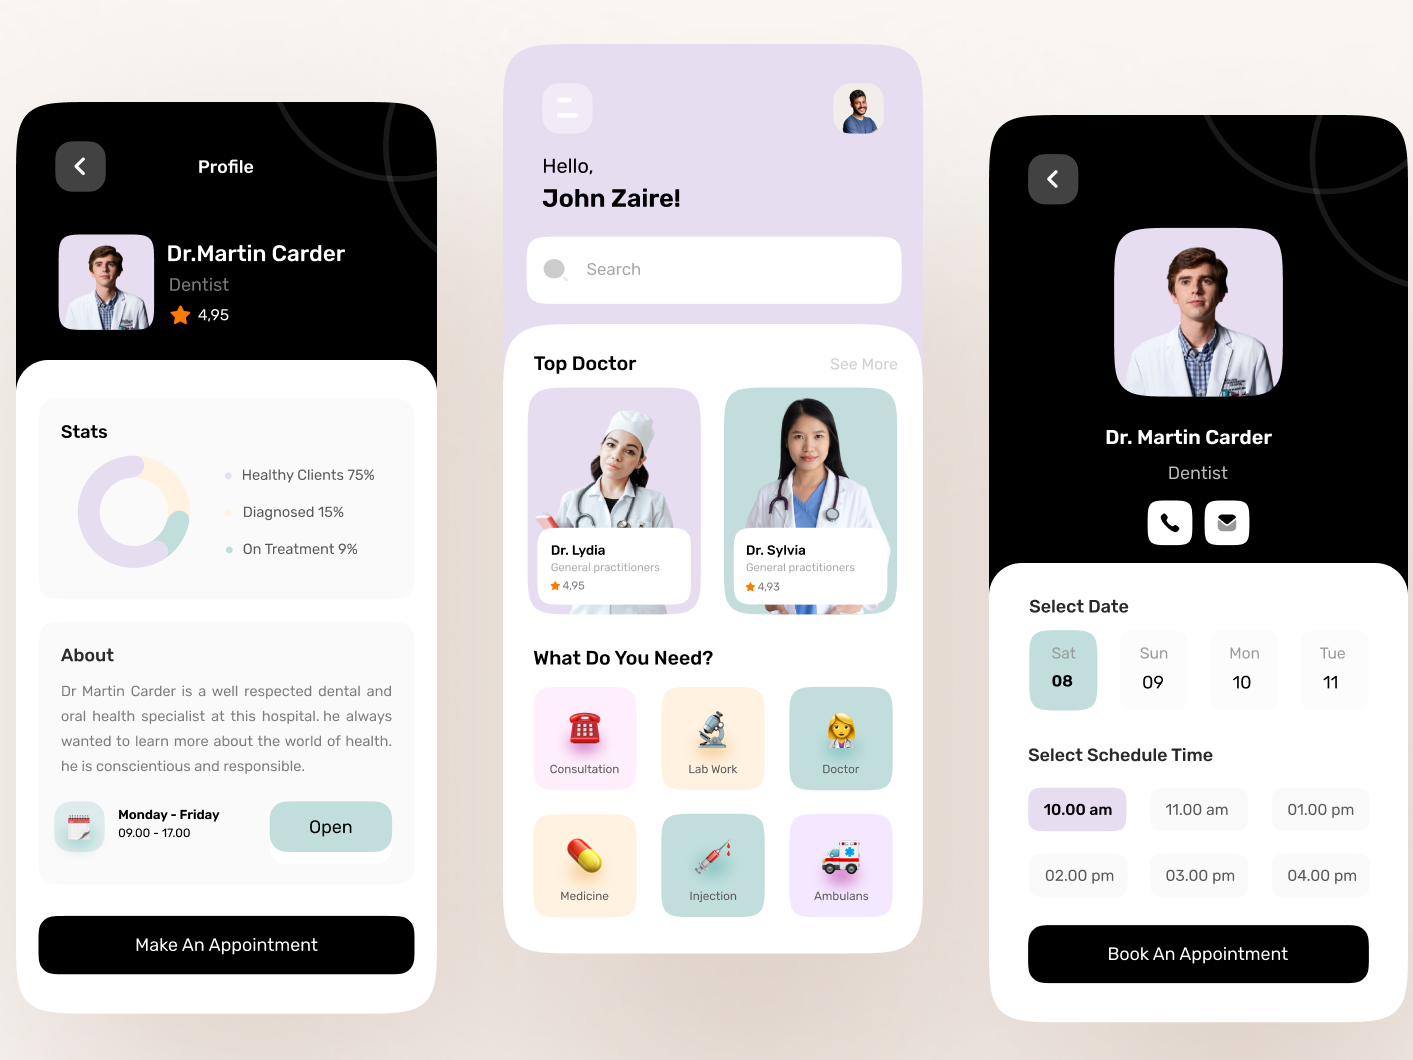 Profile
Dr.Martin Carder
Dentist
4,95
Stats
Healthy Clients 75%
Diagnosed 15%
On Treatment 9%
About
Dr Martin Carder is a well respected dental and
oral health specialist at this hospital. he always
wanted to learn more about the world of health.
he is conscientious and responsible.
Monday - Friday
09.00 - 17.00
Open
Make An Appointment
Hello,
John Zaire!
Search
Top Doctor
See More
Dr. Lydia
General practitioners
4,95
Dr. Sylvia
General practitioners
4,93
What Do You Need?
Consultation
Lab Work
Doctor
Medicine
Injection
Ambulans
Dr. Martin Carder
Dentist
Select Date
Sat
08
Sun
09
Mon
10
Tue
11
Select Schedule Time
10.00 am
11.00 am
01.00 pm
02.00 pm
03.00 pm
04.00 pm
Book An Appointment